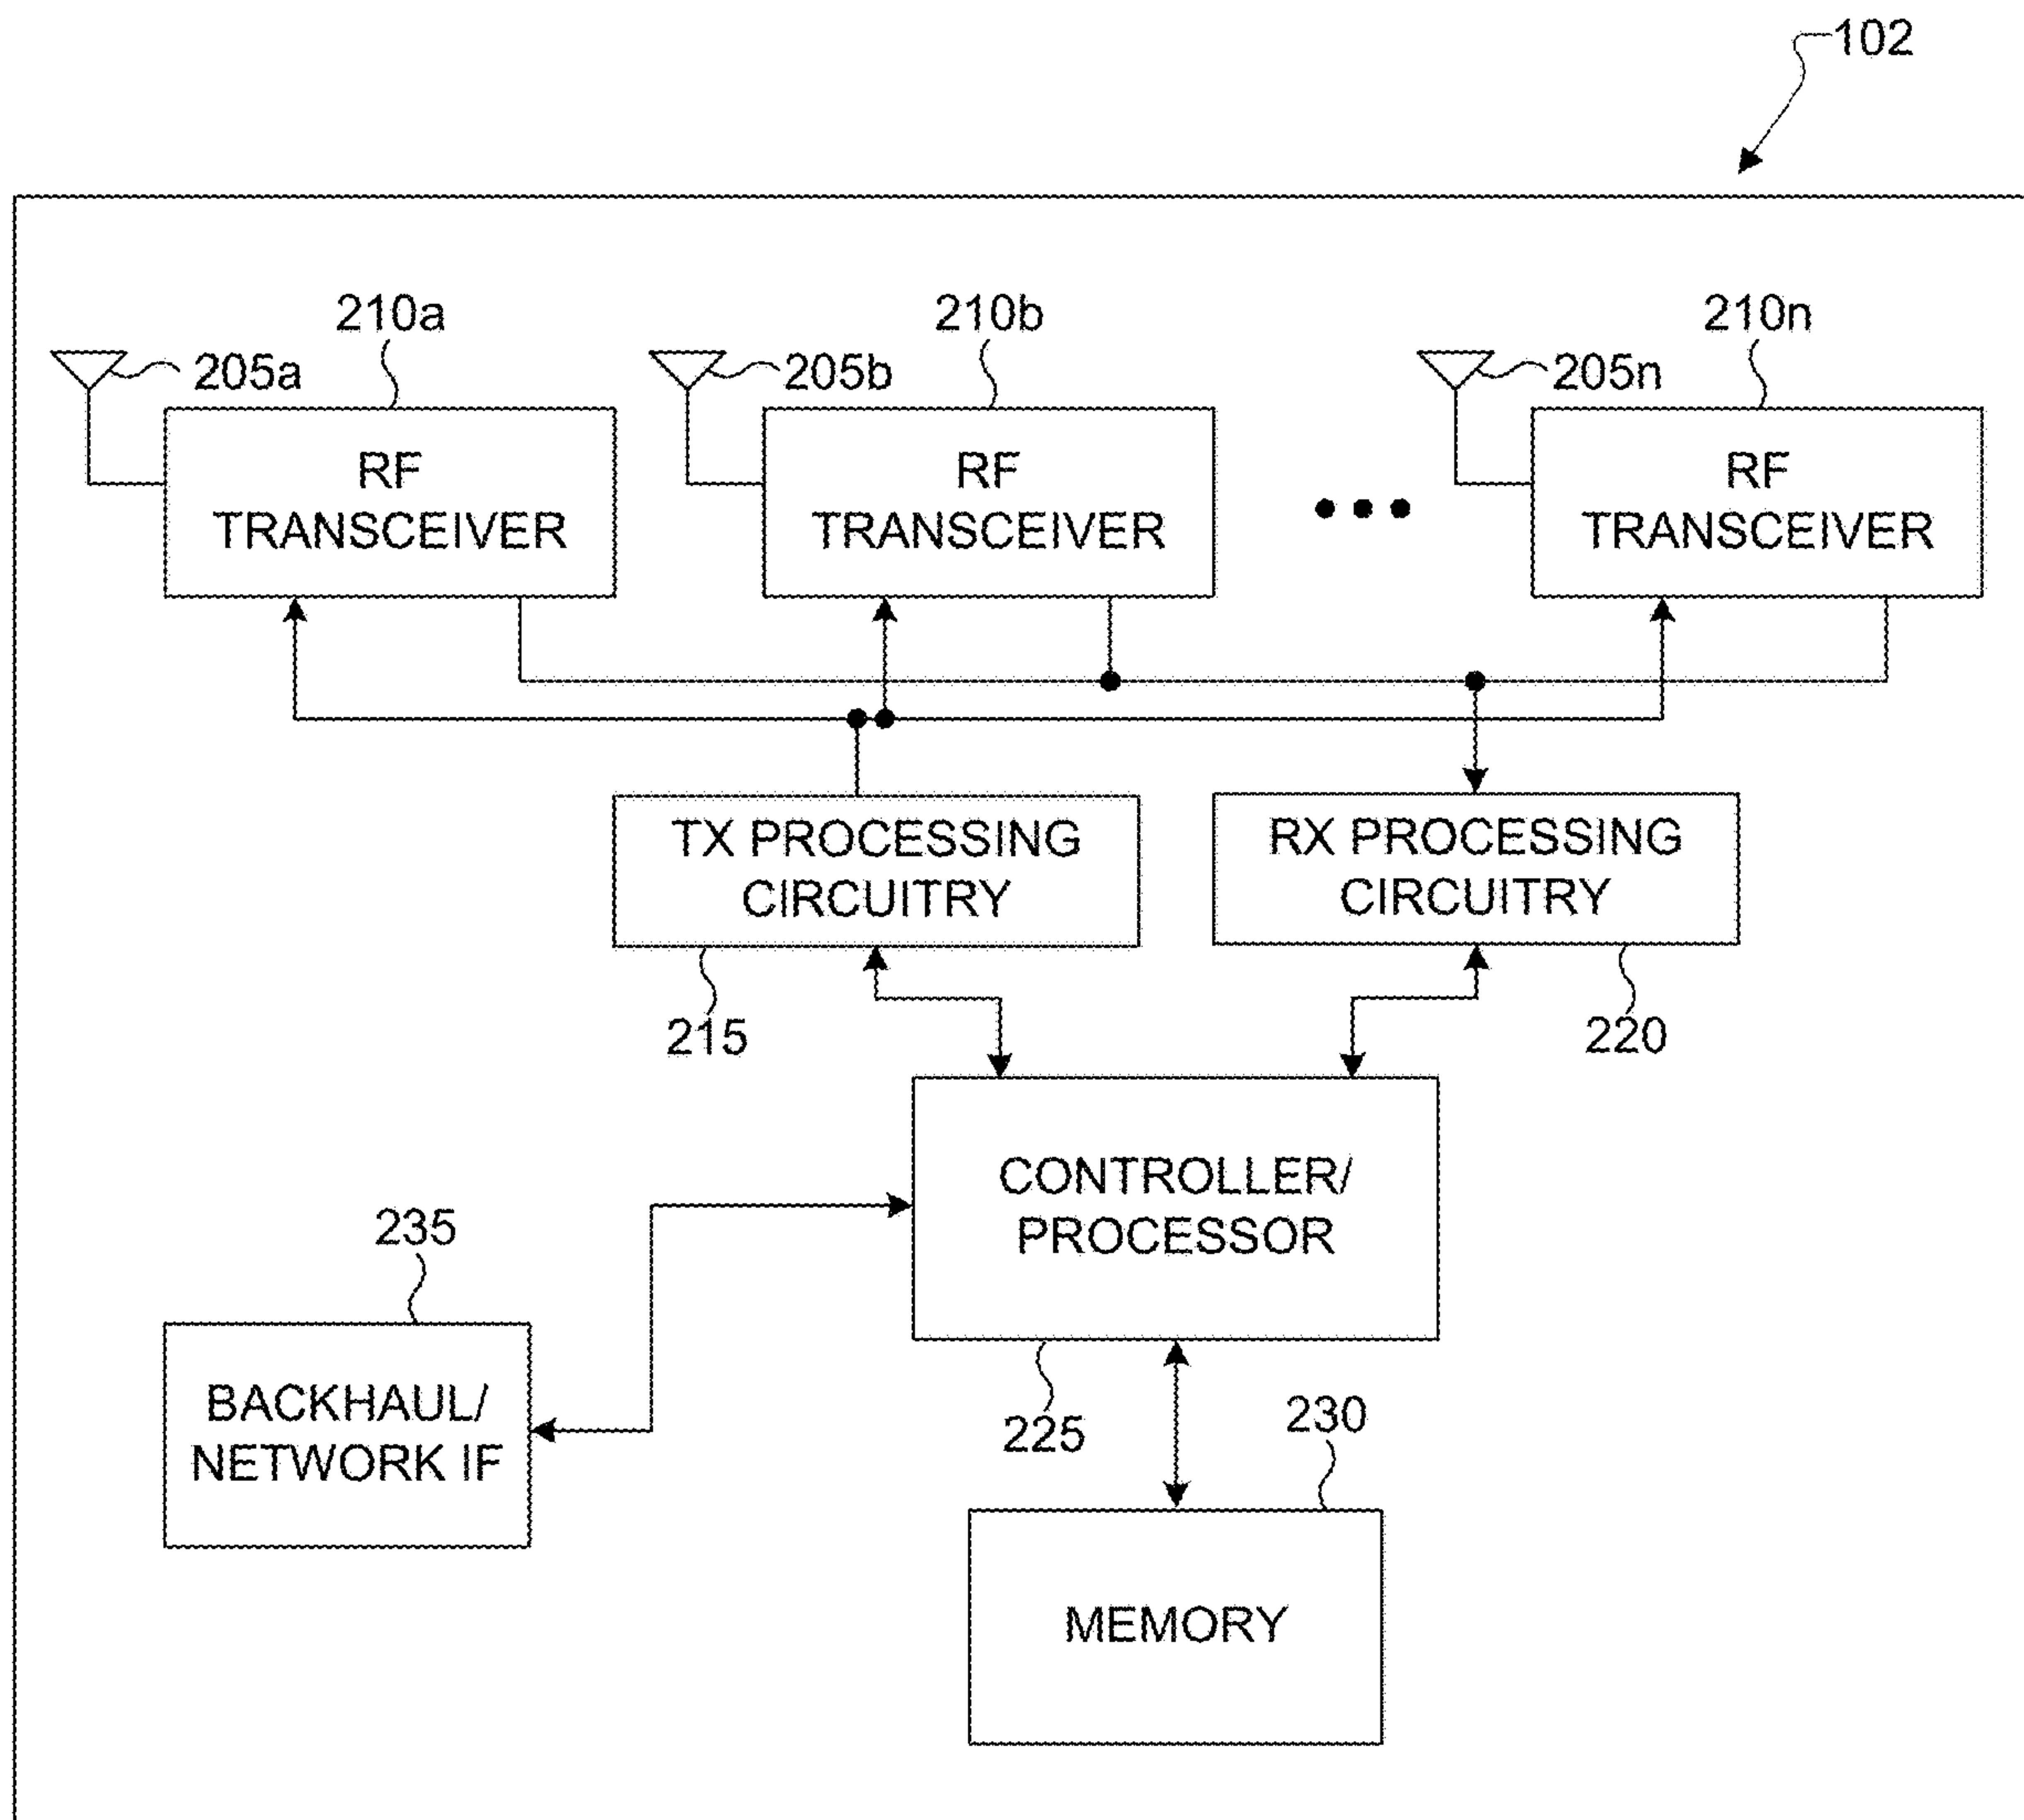 102
210a
210b
210n
205a
205b
205n
RF
TRANSCEIVER
RF
TRANSCEIVER
RF
TRANSCEIVER
TX PROCESSING
CIRCUITRY
RX PROCESSING
CIRCUITRY
215
220
CONTROLLER/
PROCESSOR
235
BACKHAUL/
NETWORK IF
225
230
MEMORY